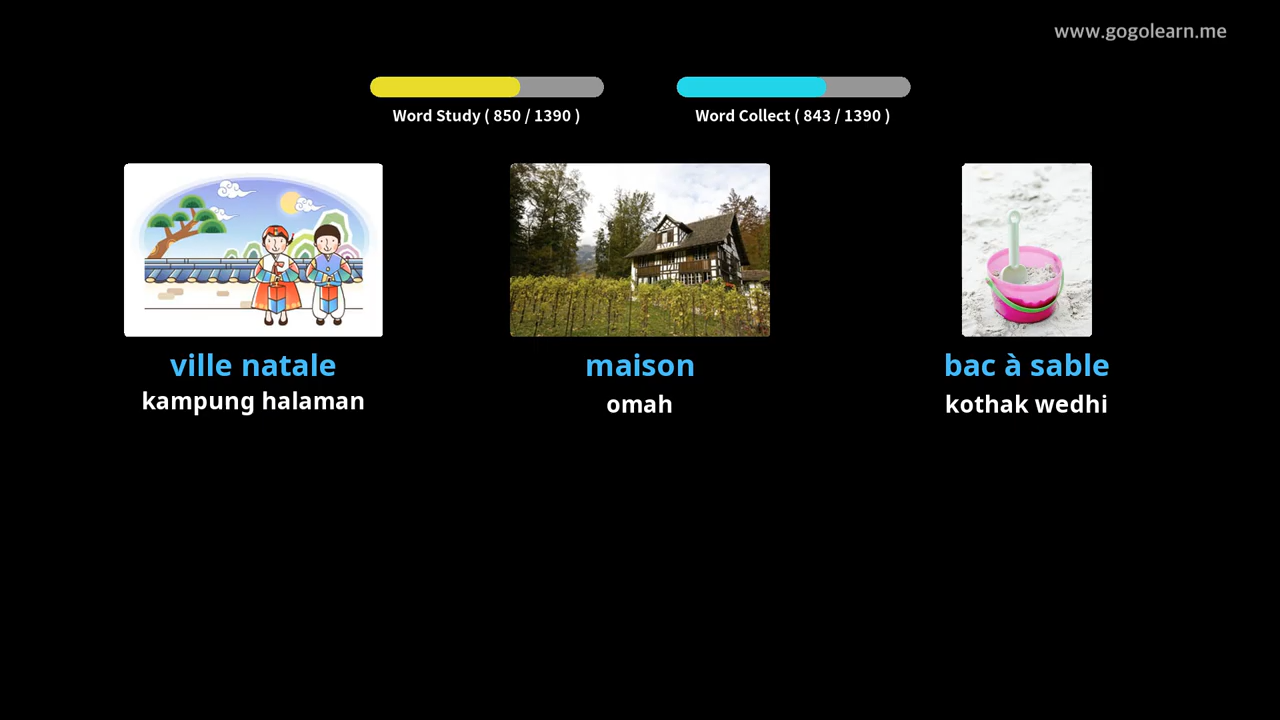 www.gogolearn.me
Word Study ( 850 / 1390 )
Word Collect ( 843 / 1390 )
ville natale
kampung halaman
maison
omah
bac à sable
kothak wedhi